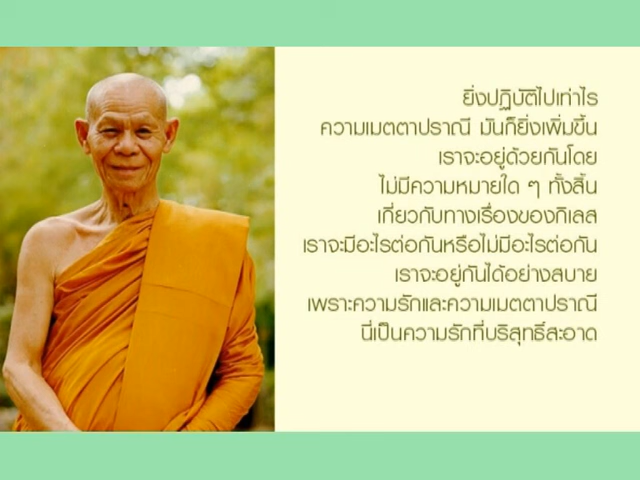 ยิ่งปฏิบัติไปเท่าไร
ความเมตตาปราณี มันก็ยิ่งเพิ่มขึ้น
เราจะอยู่ด้วยกันโดย
ไม่มีความหมายใด ๆ ทั้งสิ้น
เกี่ยวกับทางเรื่องของกิเลส
เราจะมีอะไรต่อกันหรือไม่มีอะไรต่อกัน
เราจะอยู่กันได้อย่างสบาย
เพราะความรักและความเมตตาปราณี
นี่เป็นความรักที่บริสุทธิ์สะอาด